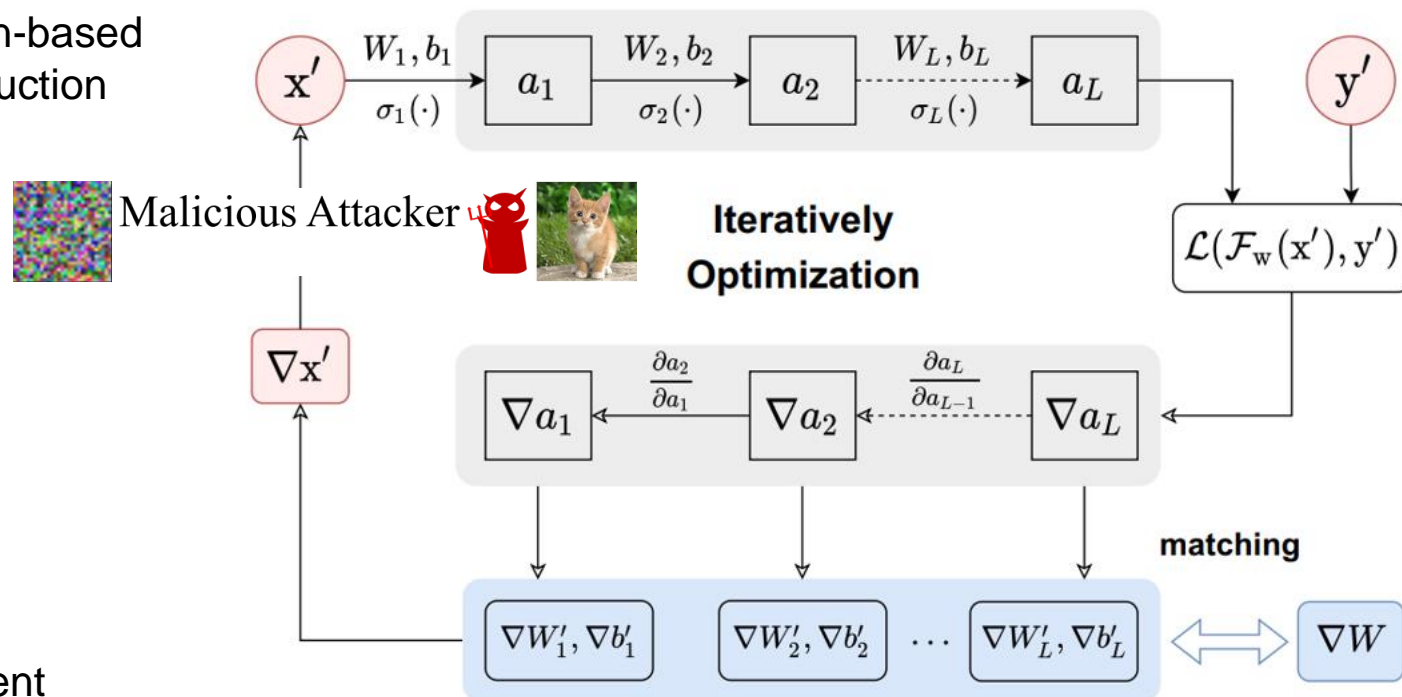 n-based
uction
x′
W_1, b_1
σ_1(·)
a_1
W_2, b_2
σ_2(·)
a_2
W_L, b_L
σ_L(·)
a_L
y′
Malicious Attacker
Iteratively
Optimization
ℒ(ℱ_w(x′), y′)
∇x′
∇a_1
∂a_2
∂a_1
∇a_2
∂a_L
∂a_{L-1}
∇a_L
matching
∇W′_1, ∇b′_1
∇W′_2, ∇b′_2
...
∇W′_L, ∇b′_L
∇W
ent